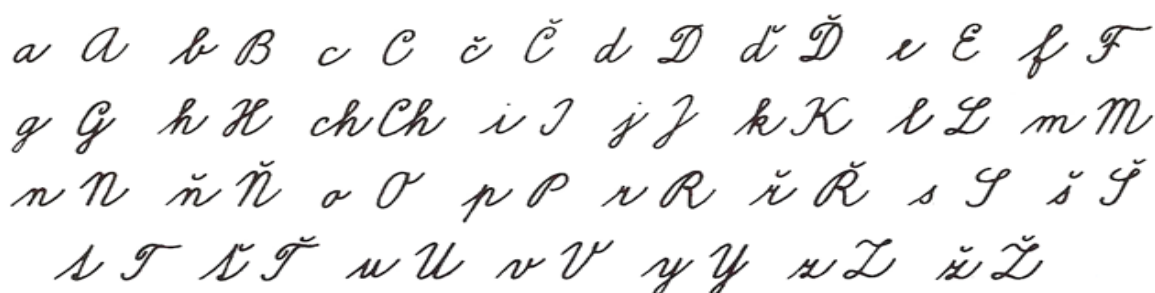 a A b B c C č Č d D ď Ď e E f F
g G h H ch Ch i I j J k K l L m M
n N ň Ň o O p P r R ř Ř s S š Š
t T ť Ť u U v V y Y z Z ž Ž